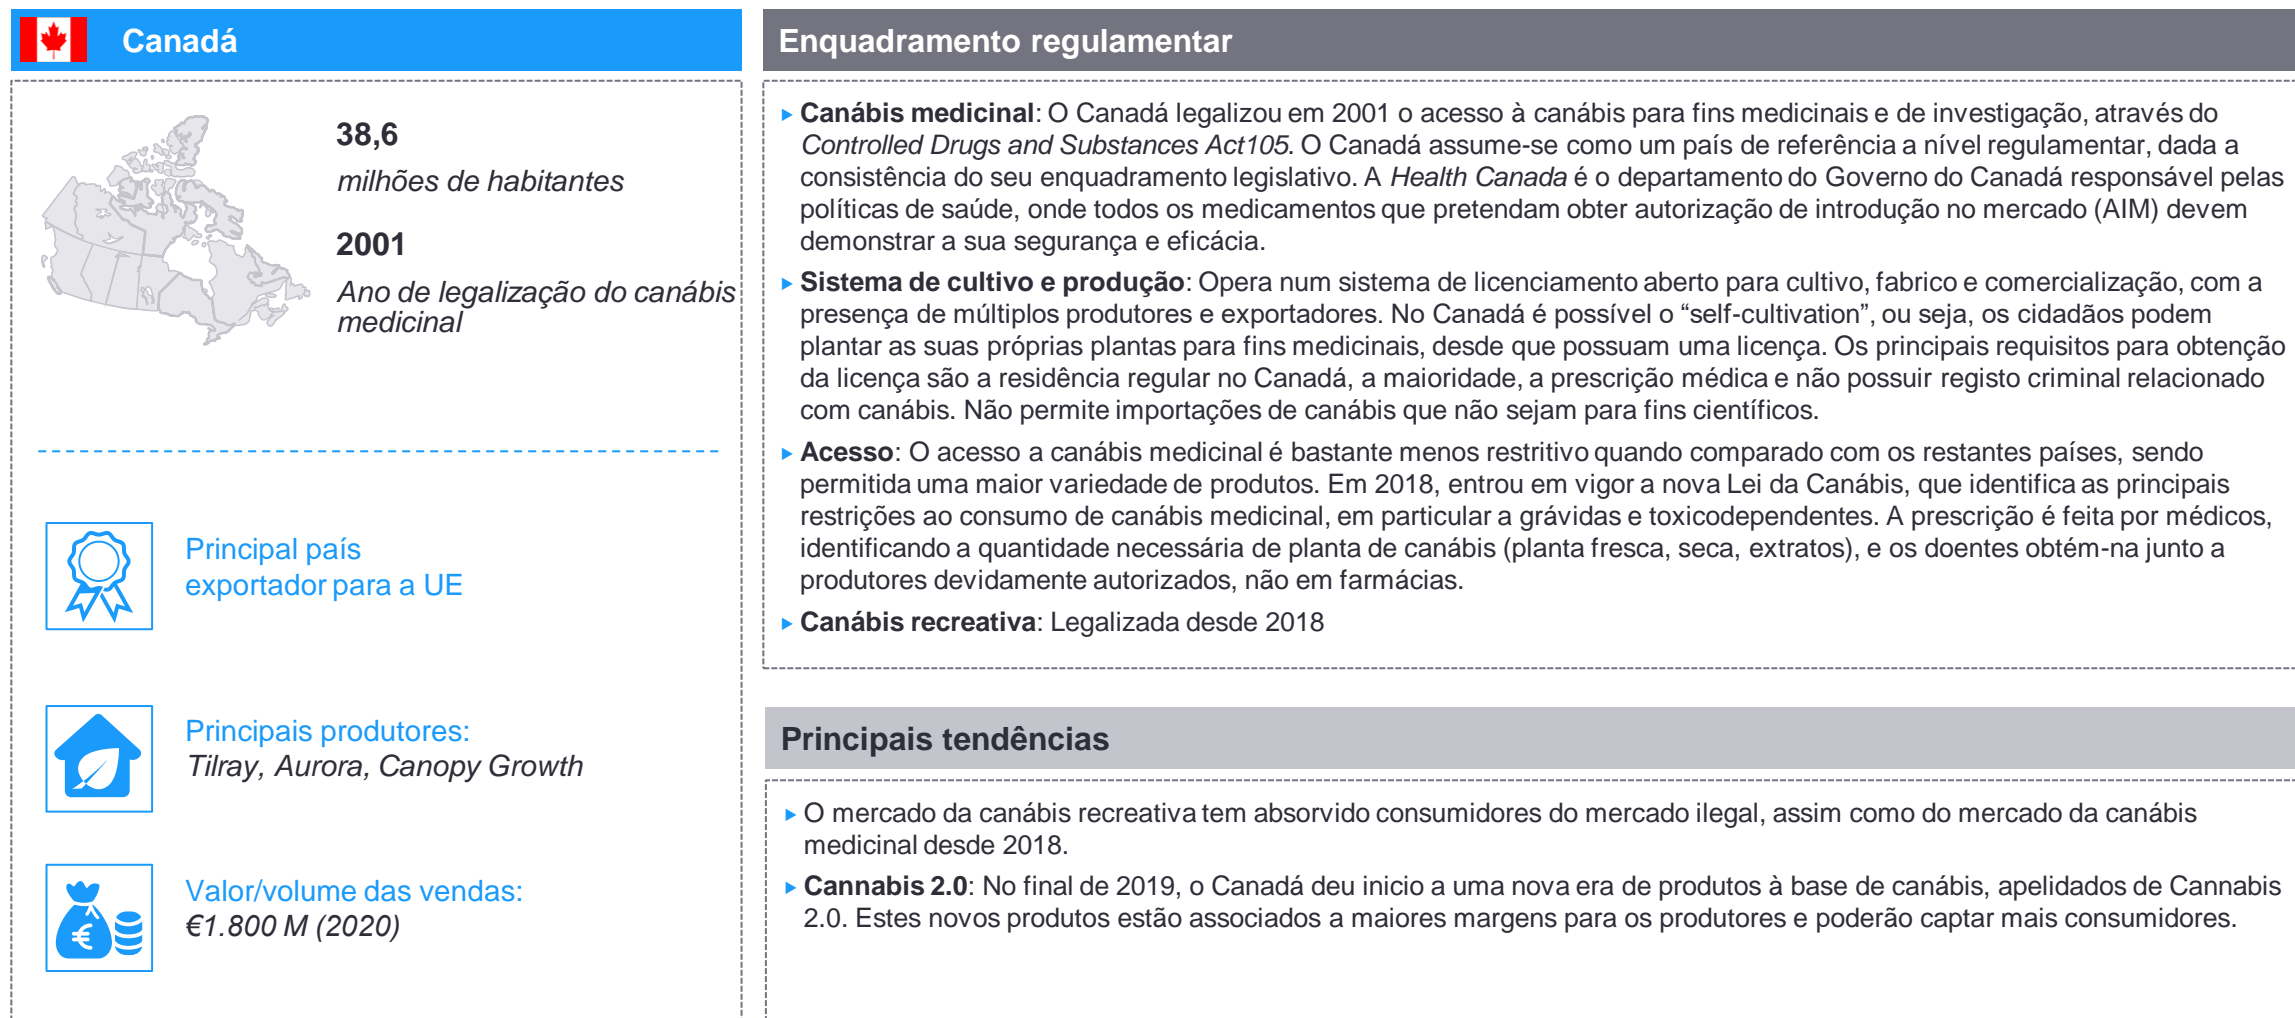 Canadá
38,6
milhões de habitantes
2001
Ano de legalização do canábis
medicinal
Principal país
exportador para a UE
Principais produtores:
Tilray, Aurora, Canopy Growth
Valor/volume das vendas:
€1.800 M (2020)
Enquadramento regulamentar
Canábis medicinal: O Canadá legalizou em 2001 o acesso à canábis para fins medicinais e de investigação, através do
Controlled Drugs and Substances Act105. O Canadá assume-se como um país de referência a nível regulamentar, dada a
consistência do seu enquadramento legislativo. A Health Canada é o departamento do Governo do Canadá responsável pelas
políticas de saúde, onde todos os medicamentos que pretendam obter autorização de introdução no mercado (AIM) devem
demonstrar a sua segurança e eficácia.
Sistema de cultivo e produção: Opera num sistema de licenciamento aberto para cultivo, fabrico e comercialização, com a
presença de múltiplos produtores e exportadores. No Canadá é possível o “self-cultivation”, ou seja, os cidadãos podem
plantar as suas próprias plantas para fins medicinais, desde que possuam uma licença. Os principais requisitos para obtenção
da licença são a residência regular no Canadá, a maioridade, a prescrição médica e não possuir registo criminal relacionado
com canábis. Não permite importações de canábis que não sejam para fins científicos.
Acesso: O acesso a canábis medicinal é bastante menos restritivo quando comparado com os restantes países, sendo
permitida uma maior variedade de produtos. Em 2018, entrou em vigor a nova Lei da Canábis, que identifica as principais
restrições ao consumo de canábis medicinal, em particular a grávidas e toxicodependentes. A prescrição é feita por médicos,
identificando a quantidade necessária de planta de canábis (planta fresca, seca, extratos), e os doentes obtém-na junto a
produtores devidamente autorizados, não em farmácias.
Canábis recreativa: Legalizada desde 2018
Principais tendências
O mercado da canábis recreativa tem absorvido consumidores do mercado ilegal, assim como do mercado da canábis
medicinal desde 2018.
Cannabis 2.0: No final de 2019, o Canadá deu inicio a uma nova era de produtos à base de canábis, apelidados de Cannabis
2.0. Estes novos produtos estão associados a maiores margens para os produtores e poderão captar mais consumidores.